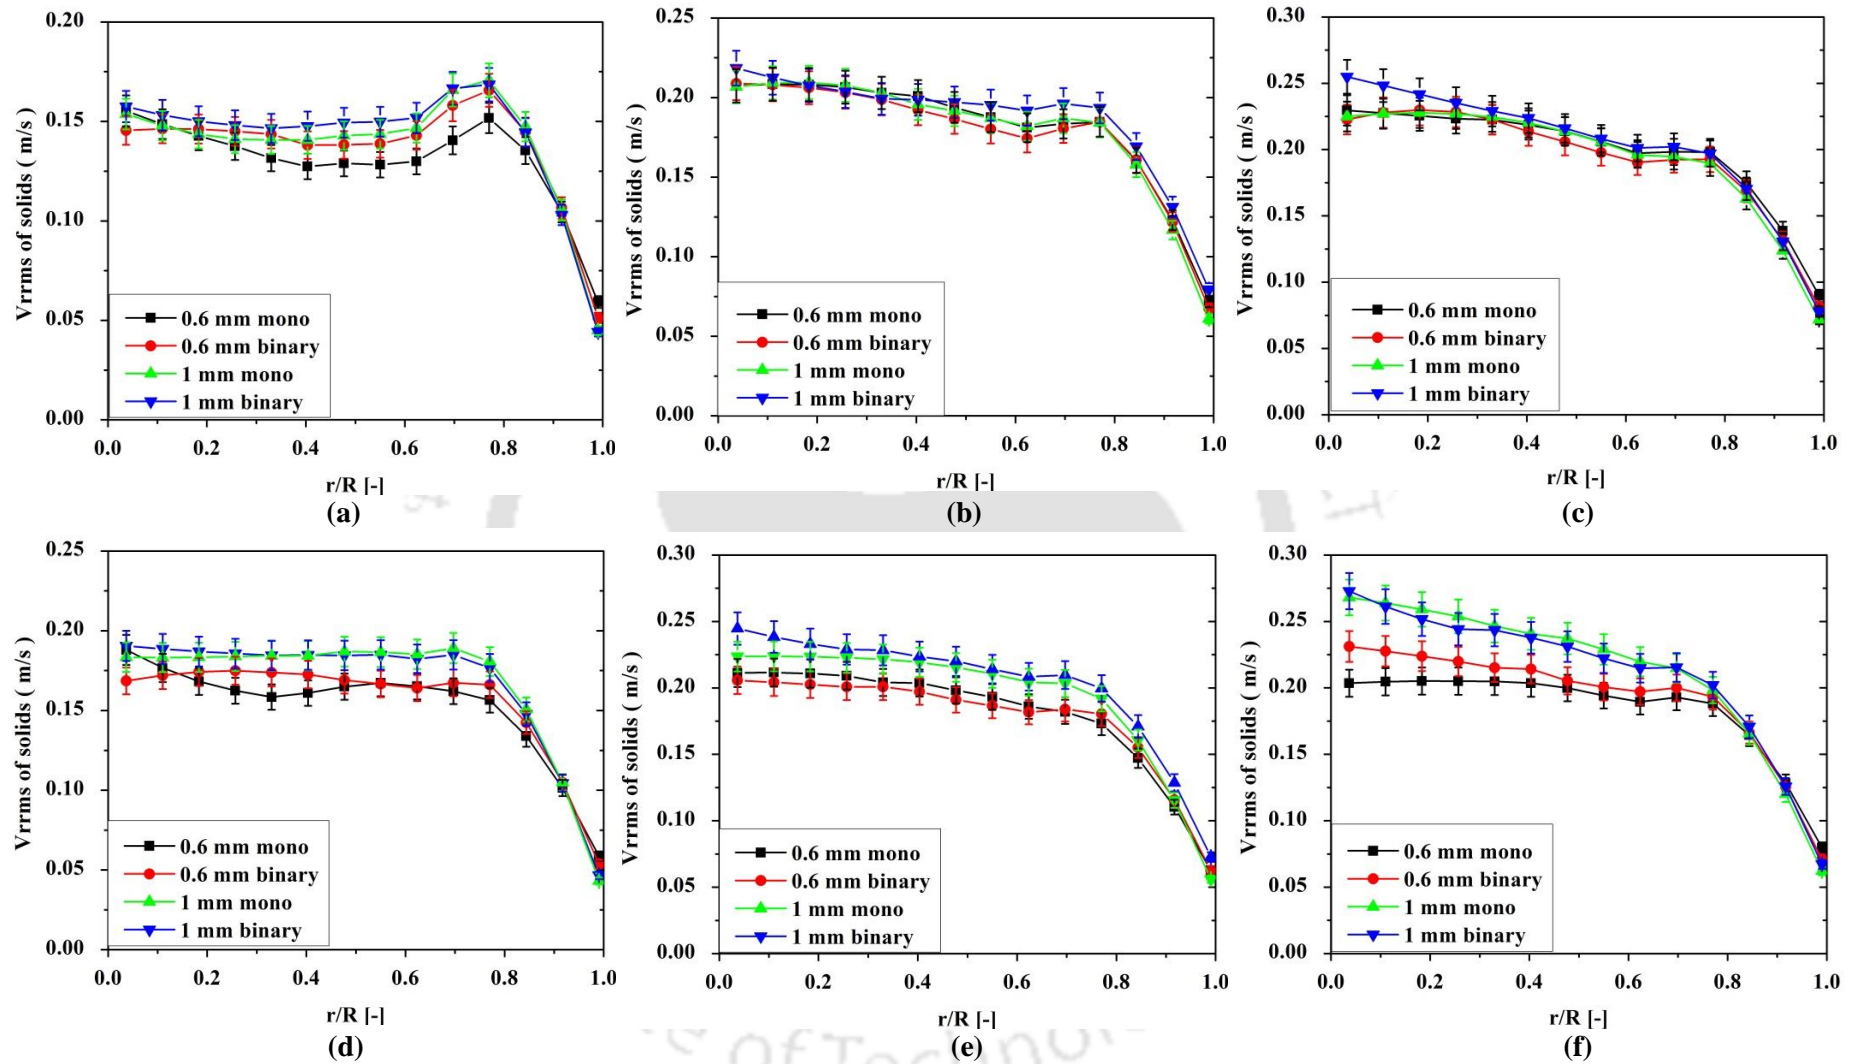 0.20
0.15
0.10
0.05
0.00
Vrrms of solids ( m/s )
0.6 mm mono
0.6 mm binary
1 mm mono
1 mm binary
0.0 0.2 0.4 0.6 0.8 1.0
r/R [-]
(a)
0.25
0.20
0.15
0.10
0.05
0.00
Vrrms of solids ( m/s )
0.6 mm mono
0.6 mm binary
1 mm mono
1 mm binary
0.0 0.2 0.4 0.6 0.8 1.0
r/R [-]
(b)
0.30
0.25
0.20
0.15
0.10
0.05
0.00
Vrrms of solids ( m/s )
0.6 mm mono
0.6 mm binary
1 mm mono
1 mm binary
0.0 0.2 0.4 0.6 0.8 1.0
r/R [-]
(c)
0.25
0.20
0.15
0.10
0.05
0.00
Vrrms of solids ( m/s )
0.6 mm mono
0.6 mm binary
1 mm mono
1 mm binary
0.0 0.2 0.4 0.6 0.8 1.0
r/R [-]
(d)
0.30
0.25
0.20
0.15
0.10
0.05
0.00
Vrrms of solids ( m/s )
0.6 mm mono
0.6 mm binary
1 mm mono
1 mm binary
0.0 0.2 0.4 0.6 0.8 1.0
r/R [-]
(e)
0.30
0.25
0.20
0.15
0.10
0.05
0.00
Vrrms of solids ( m/s )
0.6 mm mono
0.6 mm binary
1 mm mono
1 mm binary
0.0 0.2 0.4 0.6 0.8 1.0
r/R [-]
(f)
of